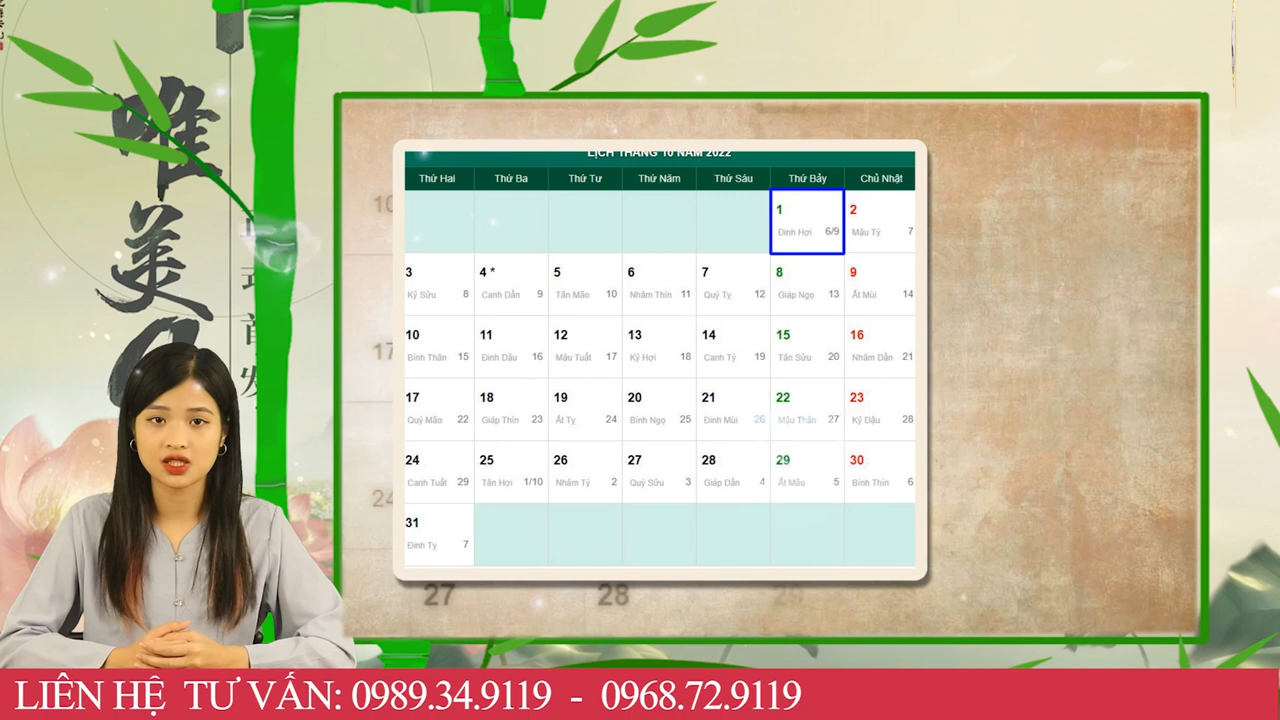 唯
美
LỊCH THÁNG 10 NĂM 2022
Thứ Hai Thứ Ba Thứ Tư Thứ Năm Thứ Sáu Thứ Bảy Chủ Nhật
1 2
Đinh Hợi 6/9 Mậu Tý 7
3 4 * 5 6 7 8 9
Kỷ Sửu 8 Canh Dần 9 Tân Mão 10 Nhâm Thìn 11 Quý Tỵ 12 Giáp Ngọ 13 Ất Mùi 14
10 11 12 13 14 15 16
Bính Thân 15 Đinh Dậu 16 Mậu Tuất 17 Kỷ Hợi 18 Canh Tý 19 Tân Sửu 20 Nhâm Dần 21
17 18 19 20 21 22 23
Quý Mão 22 Giáp Thìn 23 Ất Tỵ 24 Bính Ngọ 25 Đinh Mùi 26 Mậu Thân 27 Kỷ Dậu 28
24 25 26 27 28 29 30
Canh Tuất 29 Tân Hợi 1/10 Nhâm Tý 2 Quý Sửu 3 Giáp Dần 4 Ất Mão 5 Bính Thìn 6
31
Đinh Tỵ 7
10
17
24
27 28 29
LIÊN HỆ TƯ VẤN: 0989.34.9119 - 0968.72.9119